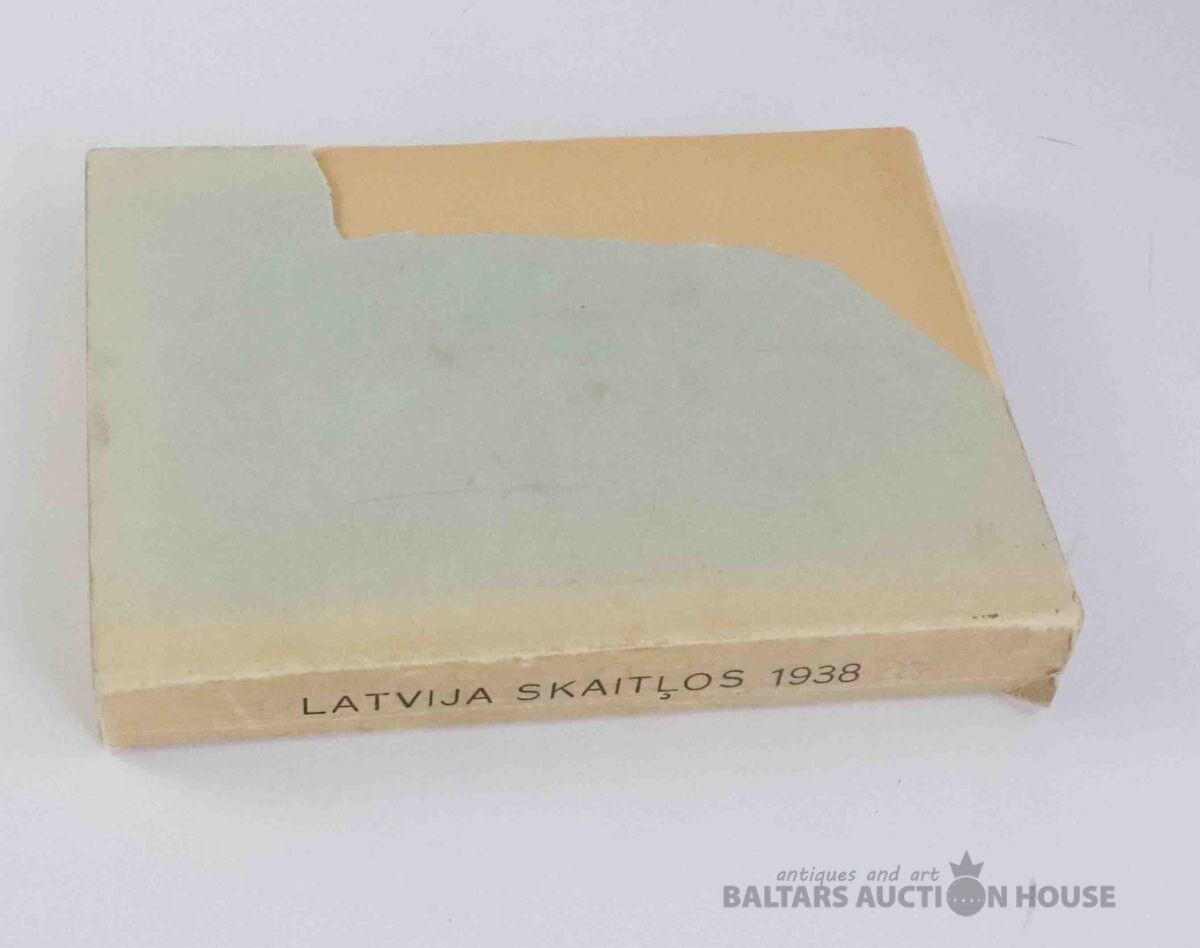 LATVIJA SKAITĻOS 1938
antiques and art
BALTARS AUCTION HOUSE